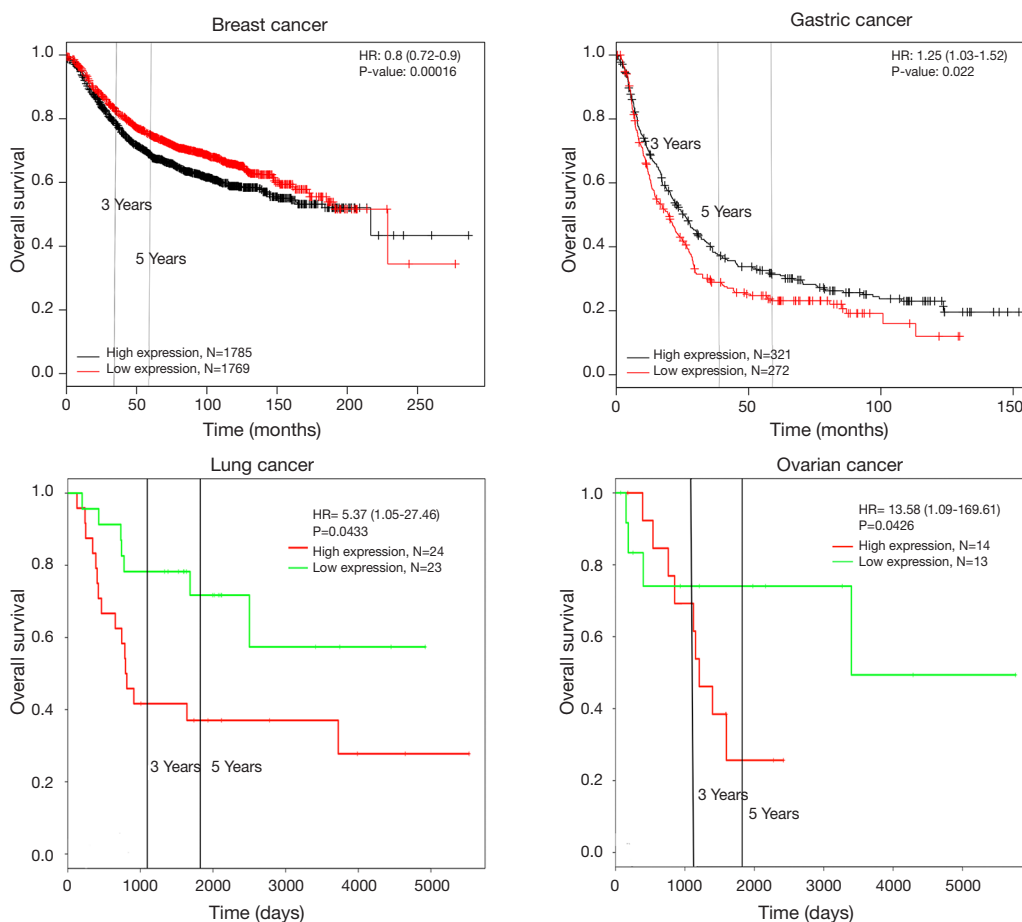 Breast cancer
HR: 0.8 (0.72-0.9)
P-value: 0.00016
Overall survival
1.0
0.8
0.6
0.4
0.2
0.0
3 Years
5 Years
High expression, N=1785
Low expression, N=1769
0 50 100 150 200 250
Time (months)
Gastric cancer
HR: 1.25 (1.03-1.52)
P-value: 0.022
Overall survival
1.0
0.8
0.6
0.4
0.2
0.0
3 Years
5 Years
High expression, N=321
Low expression, N=272
0 50 100 150
Time (months)
Lung cancer
HR= 5.37 (1.05-27.46)
P=0.0433
High expression, N=24
Low expression, N=23
Overall survival
1.0
0.8
0.6
0.4
0.2
0.0
3 Years
5 Years
0 1000 2000 3000 4000 5000
Time (days)
Ovarian cancer
HR= 13.58 (1.09-169.61)
P=0.0426
High expression, N=14
Low expression, N=13
Overall survival
1.0
0.8
0.6
0.4
0.2
0.0
3 Years
5 Years
0 1000 2000 3000 4000 5000
Time (days)